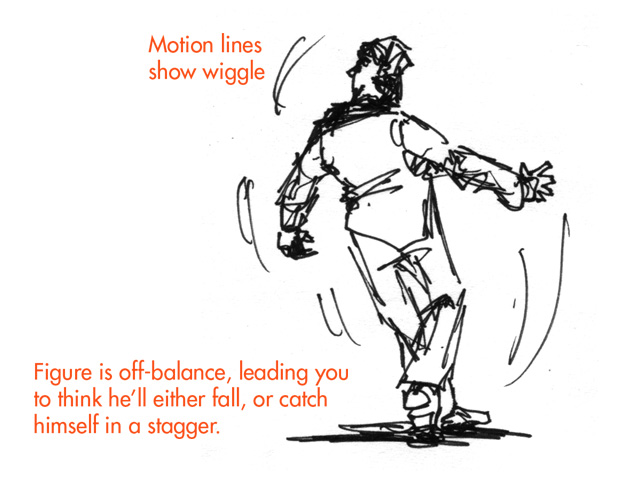 Motion lines
show wiggle
Figure is off-balance, leading you
to think he'll either fall, or catch
himself in a stagger.